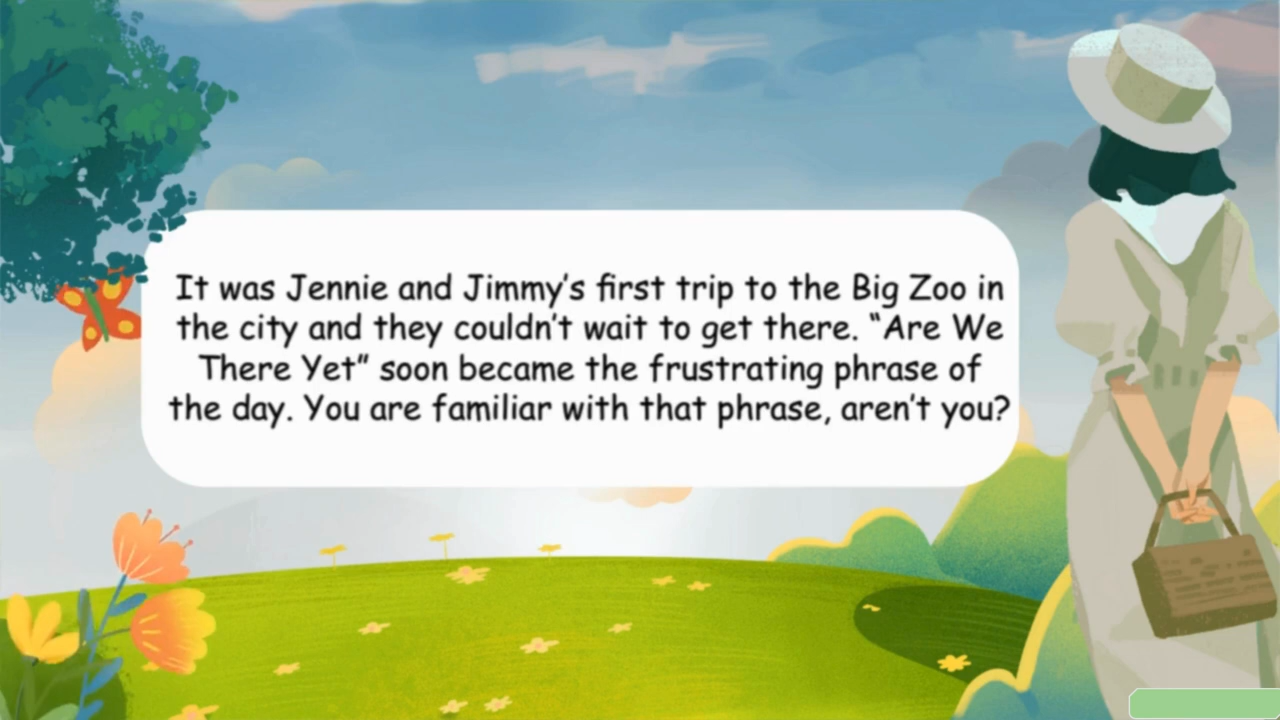 It was Jennie and Jimmy's first trip to the Big Zoo in
the city and they couldn't wait to get there. “Are We
There Yet” soon became the frustrating phrase of
the day. You are familiar with that phrase, aren't you?